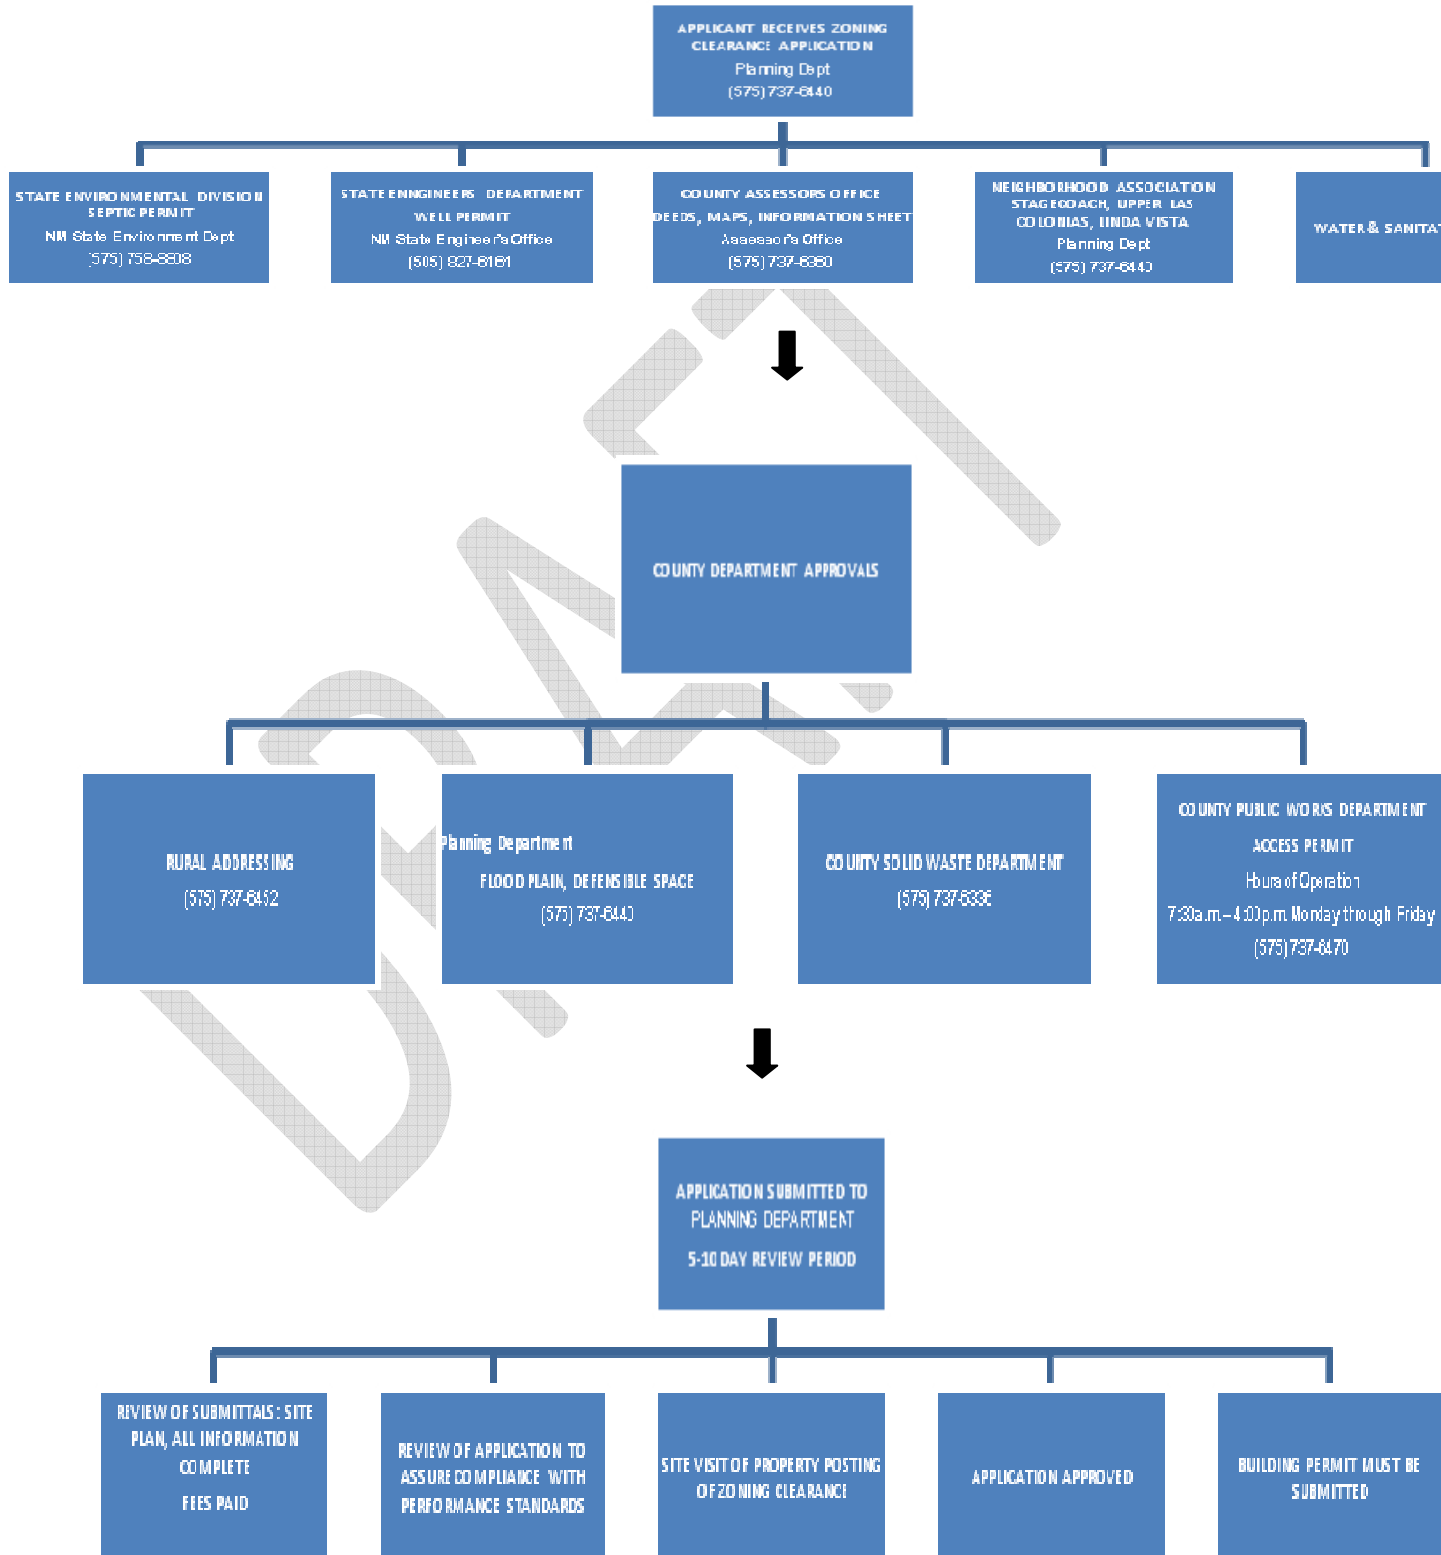 APPLICANT RECEIVES ZONING
CLEARANCE APPLICATION
Planning Dept
(575) 737-6440
STATE ENVIRONMENTAL DIVISION
SEPTIC PERMIT
NM State Environment Dept
(575) 758-8808
STATE ENNGINEERS DEPARTMENT
WELL PERMIT
NM State Engineer's Office
(505) 827-6161
COUNTY ASSESSORS OFFICE
DEEDS, MAPS, INFORMATION SHEET
Assessor's Office
(575) 737-6360
NEIGHBORHOOD ASSOCIATION
STAGECOACH, UPPER LAS
COLONIAS, LINDA VISTA
Planning Dept
(575) 737-6440
WATER & SANITAT
COUNTY DEPARTMENT APPROVALS
RURAL ADDRESSING
(575) 737-6452
Planning Department
FLOOD PLAIN, DEFENSIBLE SPACE
(575) 737-6440
COUNTY SOLID WASTE DEPARTMENT
(575)
COUNTY PUBLIC WORKS DEPARTMENT
ACCESS PERMIT
Hours of Operation
7:30a.m. – 4:00p.m. Monday through Friday
(575) 737-6470
APPLICATION SUBMITTED TO
PLANNING DEPARTMENT
5-10 DAY REVIEW PERIOD
REVIEW OF SUBMITTALS: SITE
PLAN, ALL INFORMATION
COMPLETE
FEES PAID
REVIEW OF APPLICATION TO
ASSURE COMPLIANCE WITH
PERFORMANCE STANDARDS
SITE VISIT OF PROPERTY POSTING
OF ZONING CLEARANCE
APPLICATION APPROVED
BUILDING PERMIT MUST BE
SUBMITTED
DRAFT